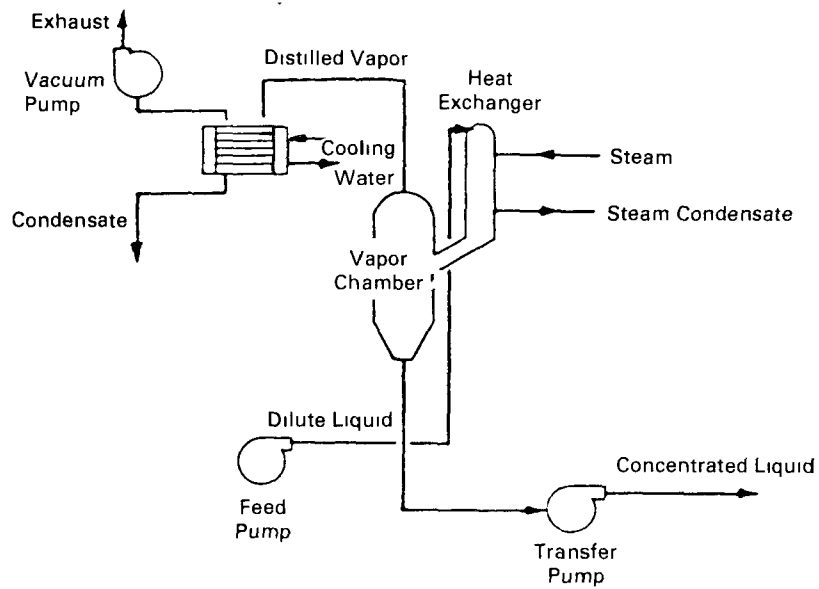 Exhaust
Vacuum
Pump
Distilled Vapor
Heat
Exchanger
Cooling
Water
Steam
Condensate
Steam Condensate
Vapor
Chamber
Dilute Liquid
Feed
Pump
Concentrated Liquid
Transfer
Pump